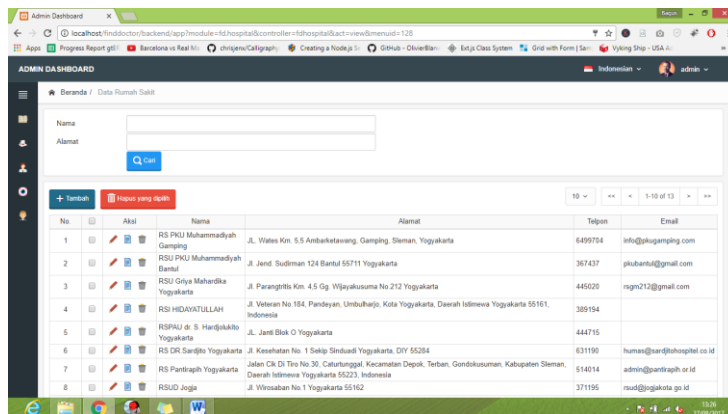 Admin Dashboard
localhost/finddoctor/backend/app?module=fd.hospital&controller=fdhospital&act=view&menuid=128
Apps Progress Report gtEf Barcelona vs Real Ma chrisjenx/Calligraphy Creating a Node.js Sc GitHub - OlivierBlanc ExtJs Class System Grid with Form | Sam Vyking Ship - USA A
ADMIN DASHBOARD Indonesian admin
Beranda / Data Rumah Sakit
Nama
Alamat
Cari
Tambah Hapus yang dipilih 10 << < 1-10 of 13 > >>
No. Aksi Nama Alamat Telpon Email
1 RS PKU Muhammadiyah Gamping JL. Wates Km. 5,5 Ambarketawang, Gamping, Sleman, Yogyakarta 6499704 info@pkugamping.com
2 RSU PKU Muhammadiyah Bantul Jl. Jend. Sudirman 124 Bantul 55711 Yogyakarta 367437 pkubantul@gmail.com
3 RSU Griya Mahardika Yogyakarta Jl. Parangtritis Km. 4,5 Gg. Wijayakusuma No.212 Yogyakarta 445020 rsgm212@gmail.com
4 RSI HIDAYATULLAH Jl. Veteran No.184, Pandeyan, Umbulharjo, Kota Yogyakarta, Daerah Istimewa Yogyakarta 55161, Indonesia 389194
5 RSPAU dr. S. Hardjolukito Yogyakarta JL. Janti Blok O Yogyakarta 444715
6 RS DR.Sardjito Yogyakarta Jl. Kesehatan No. 1 Sekip Sinduadi Yogyakarta, DIY 55284 631190 humas@sardjitohospitel.co.id
7 RS Pantirapih Yogyakarta Jalan Cik Di Tiro No.30, Caturtunggal, Kecamatan Depok, Terban, Gondokusuman, Kabupaten Sleman, Daerah Istimewa Yogyakarta 55223, Indonesia 514014 admin@pantiraplh.or.id
8 RSUD Jogja Jl. Wirosaban No.1 Yogyakarta 55162 371195 rsud@jogjakota.go.id
13:26